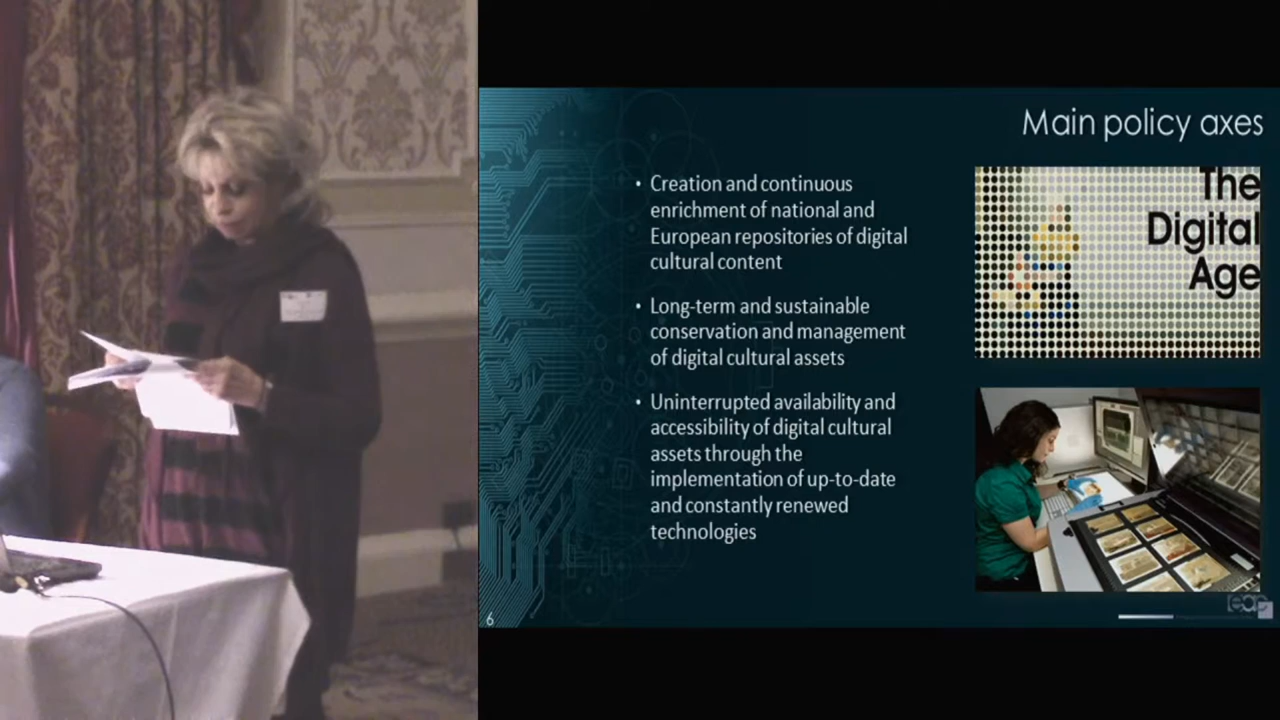 Main policy axes
• Creation and continuous
enrichment of national and
European repositories of digital
cultural content
• Long-term and sustainable
conservation and management
of digital cultural assets
• Uninterrupted availability and
accessibility of digital cultural
assets through the
implementation of up-to-date
and constantly renewed
technologies
The
Digital
Age
6